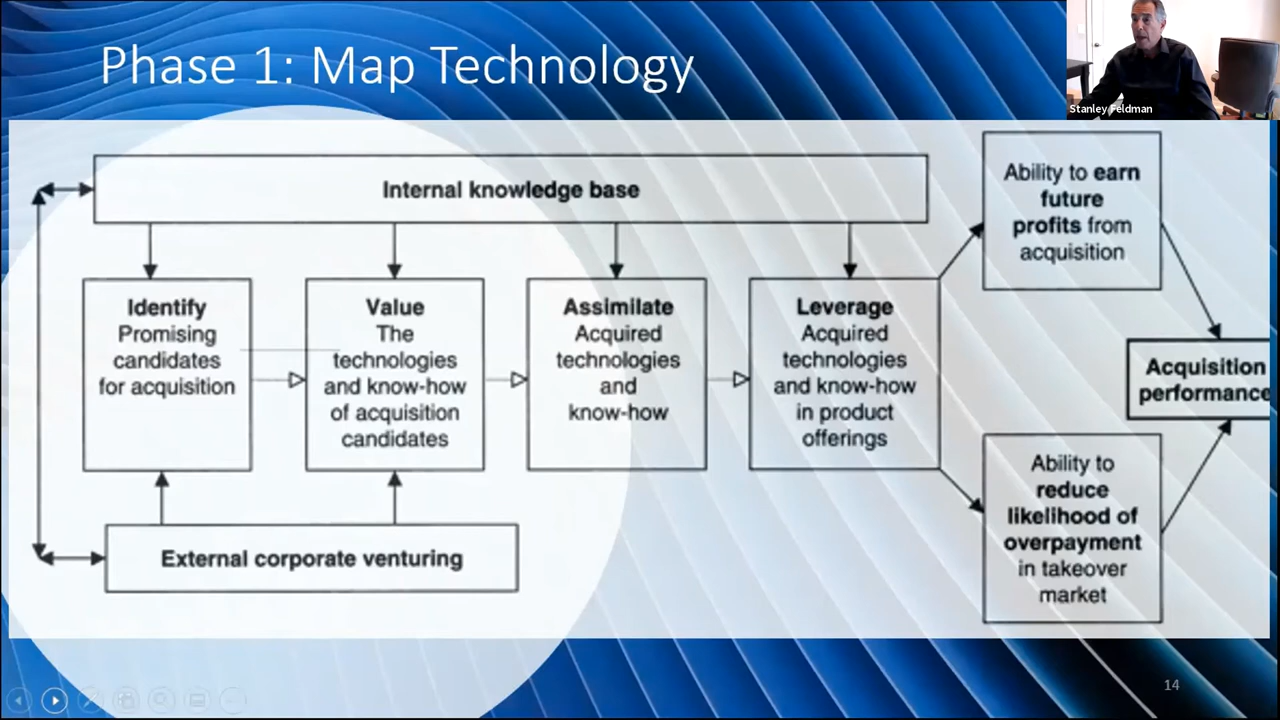 Phase 1: Map Technology
Stanley Feldman
Internal knowledge base
Identify
Promising
candidates
for acquisition
Value
The
technologies
and know-how
of acquisition
candidates
Assimilate
Acquired
technologies
and
know-how
Leverage
Acquired
technologies
and know-how
in product
offerings
Ability to earn
future
profits from
acquisition
Ability to
reduce
likelihood of
overpayment
in takeover
market
Acquisition
performance
External corporate venturing
14